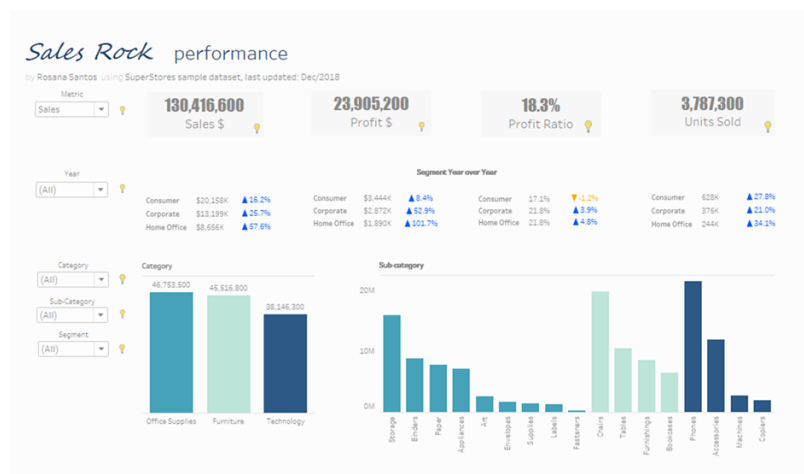 Sales Rock performance
by Rosana Santos using SuperStores sample dataset, last updated: Dec/2018
Metric
Sales
130,416,600
Sales $
23,905,200
Profit $
18.3%
Profit Ratio
3,787,300
Units Sold
Year
(All)
Segment Year over Year
Consumer $20,158K ▲16.2%
Corporate $13,199K ▲25.7%
Home Office $8,656K ▲57.6%
Consumer $3,444K ▲8.4%
Corporate $2,872K ▲52.9%
Home Office $1,890K ▲101.7%
Consumer 17.1% ▼-1.2%
Corporate 21.8% ▲3.9%
Home Office 21.8% ▲4.8%
Consumer 628K ▲27.8%
Corporate 376K ▲21.0%
Home Office 244K ▲34.1%
Category
(All)
Sub-Category
(All)
Segment
(All)
Category
46,753,500
45,516,800
38,146,300
Office Supplies
Furniture
Technology
Sub-category
20M
10M
0M
Storage
Binders
Paper
Appliances
Art
Envelopes
Supplies
Labels
Fasteners
Chairs
Tables
Furnishings
Bookcases
Phones
Accessories
Machines
Copiers